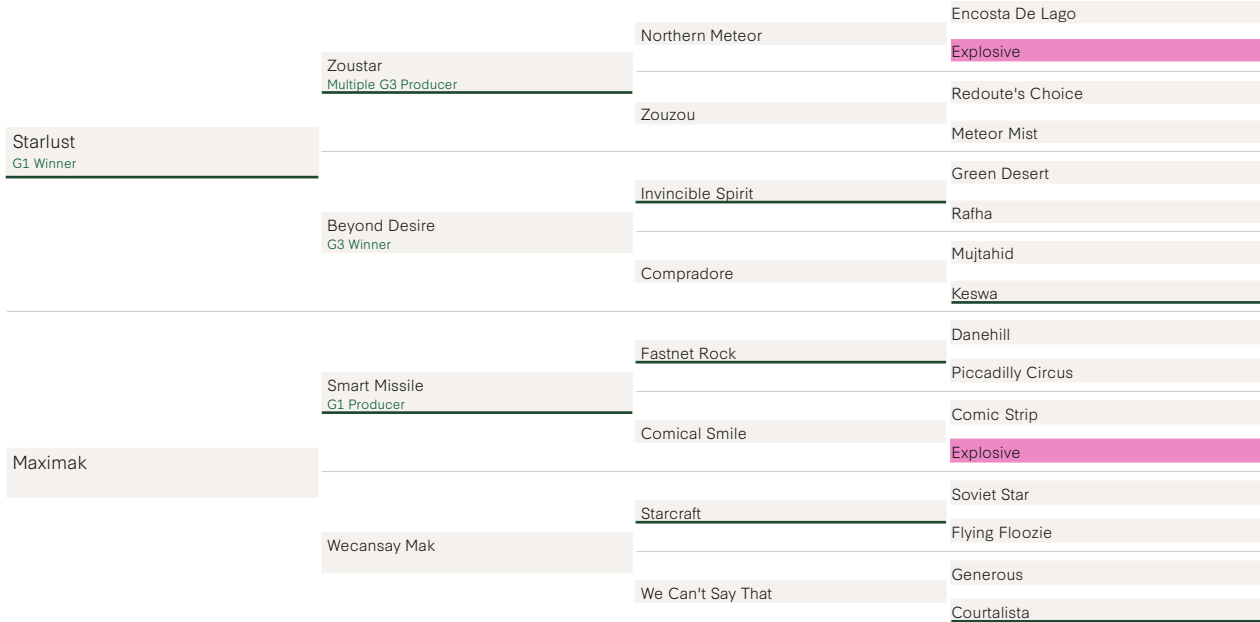 Starlust
G1 Winner
Maximak
Zoustar
Multiple G3 Producer
Beyond Desire
G3 Winner
Smart Missile
G1 Producer
Wecansay Mak
Northern Meteor
Zouzou
Invincible Spirit
Compradore
Fastnet Rock
Comical Smile
Starcraft
We Can't Say That
Encosta De Lago
Explosive
Redoute's Choice
Meteor Mist
Green Desert
Rafha
Mujtahid
Keswa
Danehill
Piccadilly Circus
Comic Strip
Explosive
Soviet Star
Flying Floozie
Generous
Courtalista